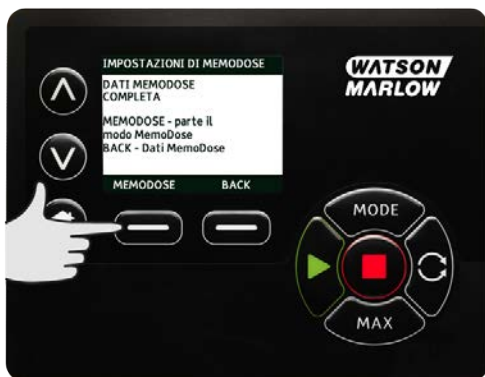 IMPOSTAZIONI DI MEMODOSE
DATI MEMODOSE
COMPLETA
MEMODOSE - parte il
modo MemoDose
BACK - Dati MemoDose
MEMODOSE BACK
WATSON
MARLOW
MODE
MAX